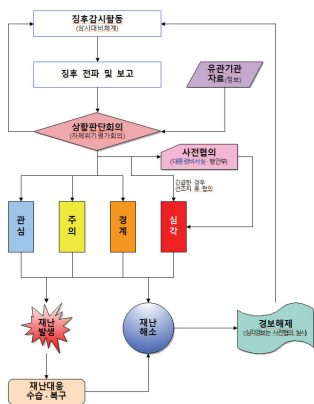 징후감시활동
(상시대비체계)
징후 전파 및 보고
유관기관
자료(정보)
상황판단회의
(자체위기평가회의)
사전협의
(대통령비서실·행안부)
긴급한 경우
선조치 후 협의
관심
주의
경계
심각
재난
발생
재난
해소
경보해제
(심각경보는 사전협의 실시)
재난대응
수습·복구